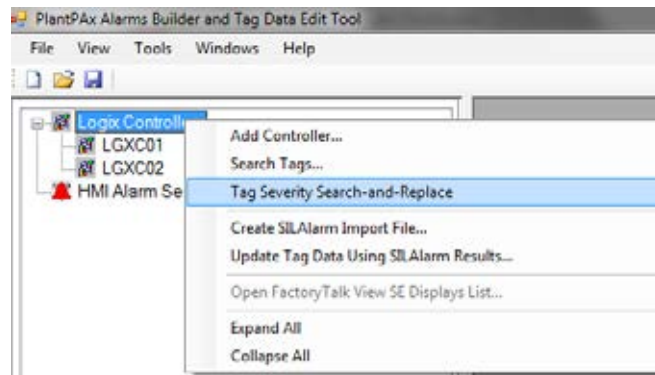 PlantPAx Alarms Builder and Tag Data Edit Tool
File View Tools Windows Help
Logix Controlle
LGXC01
LGXC02
HMI Alarm Se
Add Controller...
Search Tags...
Tag Severity Search-and-Replace
Create SILAlarm Import File...
Update Tag Data Using SILAlarm Results...
Open FactoryTalk View SE Displays List...
Expand All
Collapse All